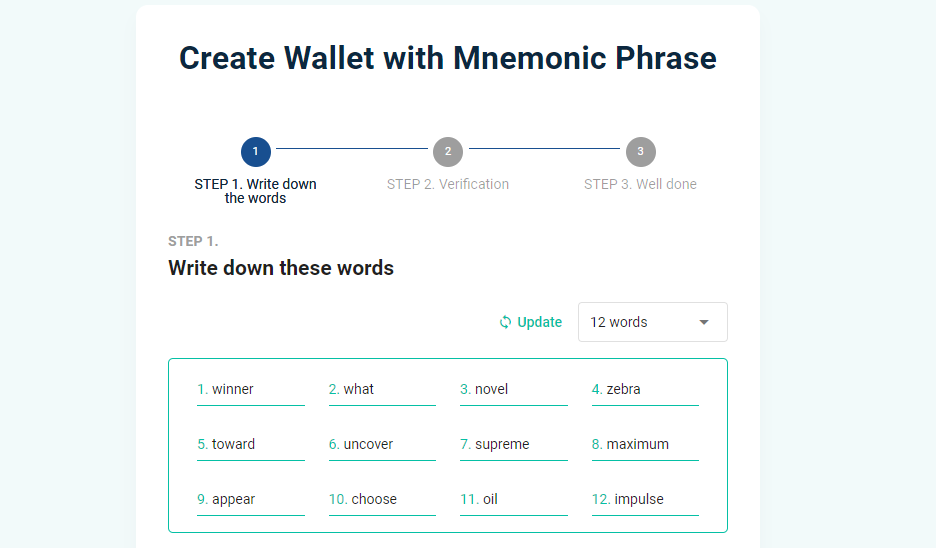 Create Wallet with Mnemonic Phrase
1 2 3
STEP 1. Write down
the words
STEP 2. Verification
STEP 3. Well done
STEP 1.
Write down these words
Update 12 words
1. winner 2. what 3. novel 4. zebra
5. toward 6. uncover 7. supreme 8. maximum
9. appear 10. choose 11. oil 12. impulse